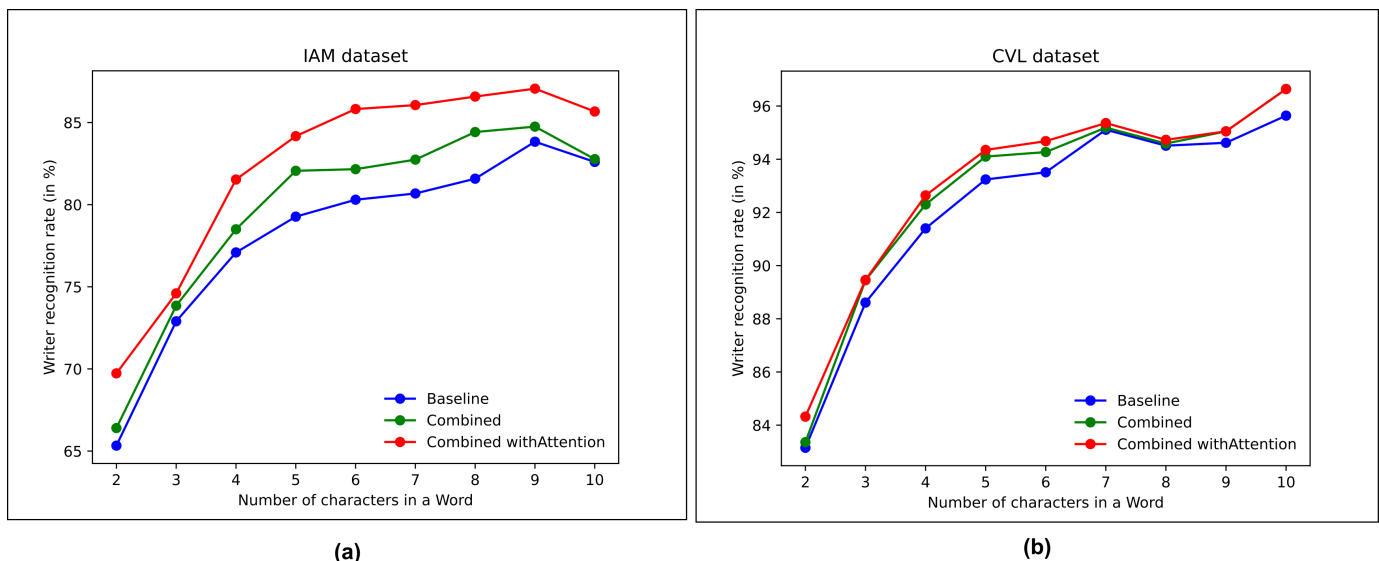 IAM dataset
Writer recognition rate (in %)
85
80
75
70
65
Baseline
Combined
Combined withAttention
2 3 4 5 6 7 8 9 10
Number of characters in a Word
(a)
CVL dataset
Writer recognition rate (in %)
96
94
92
90
88
86
84
Baseline
Combined
Combined withAttention
2 3 4 5 6 7 8 9 10
Number of characters in a Word
(b)